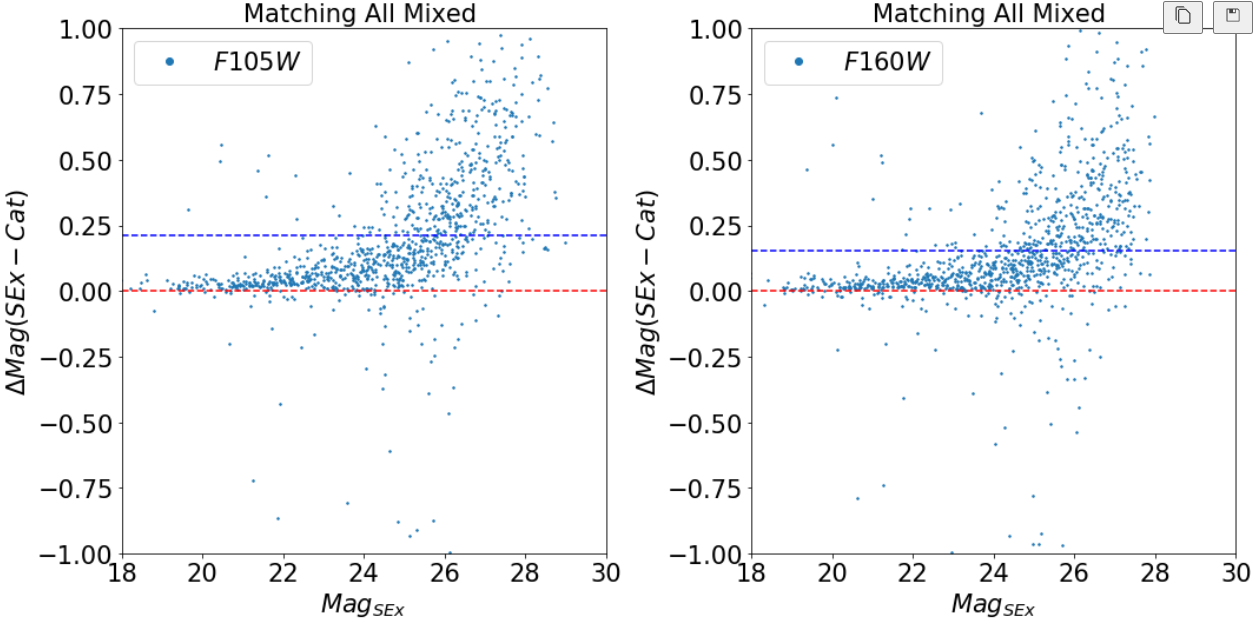 Matching All Mixed
F105W
1.00
0.75
0.50
0.25
0.00
−0.25
−0.50
−0.75
−1.00
ΔMag(SEx − Cat)
18 20 22 24 26 28 30
Mag_SEx
Matching All Mixed
F160W
1.00
0.75
0.50
0.25
0.00
−0.25
−0.50
−0.75
−1.00
ΔMag(SEx − Cat)
18 20 22 24 26 28 30
Mag_SEx